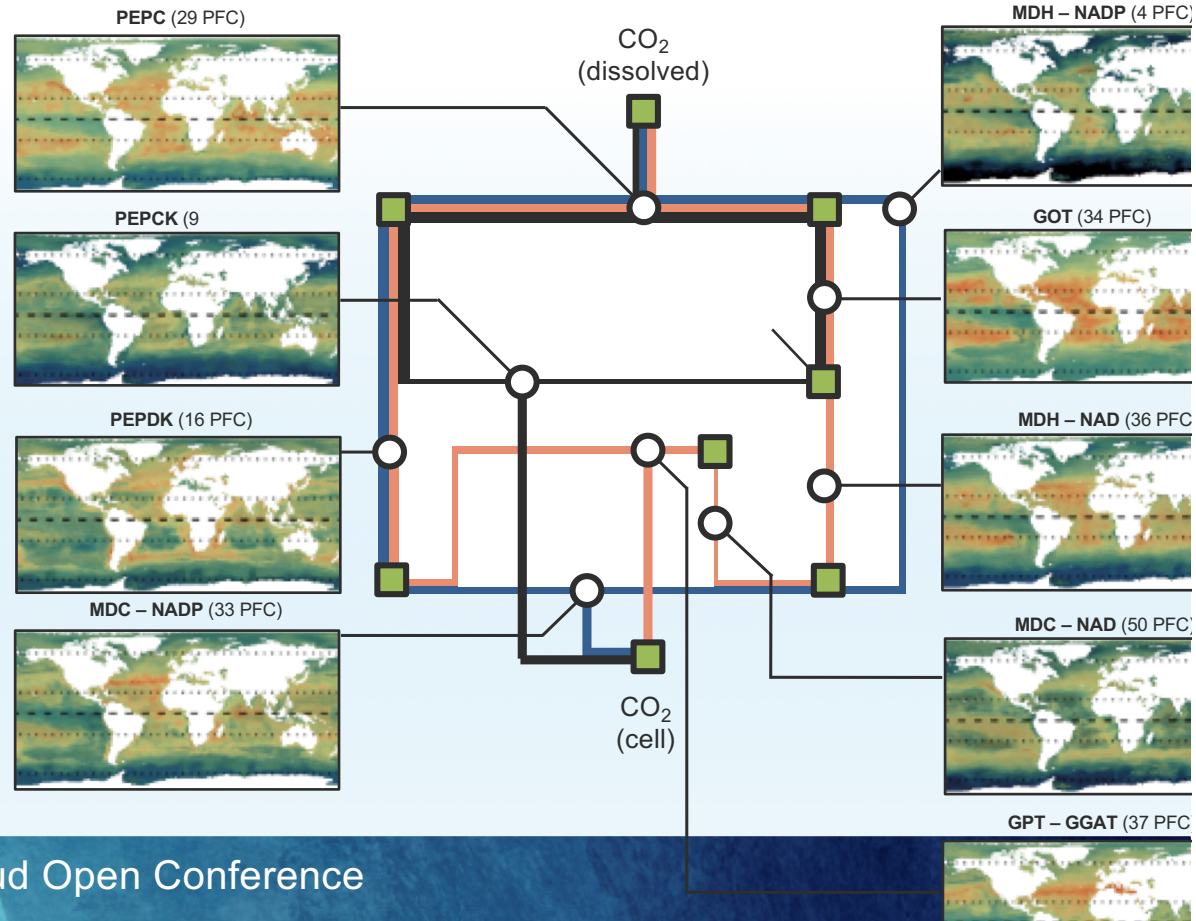 PEPC (29 PFC)
MDH – NADP (4 PFC)
CO₂
(dissolved)
PEPCK (9
GOT (34 PFC)
PEPDK (16 PFC)
MDH – NAD (36 PFC
MDC – NADP (33 PFC)
MDC – NAD (50 PFC)
CO₂
(cell)
GPT – GGAT (37 PFC)
ud Open Conference